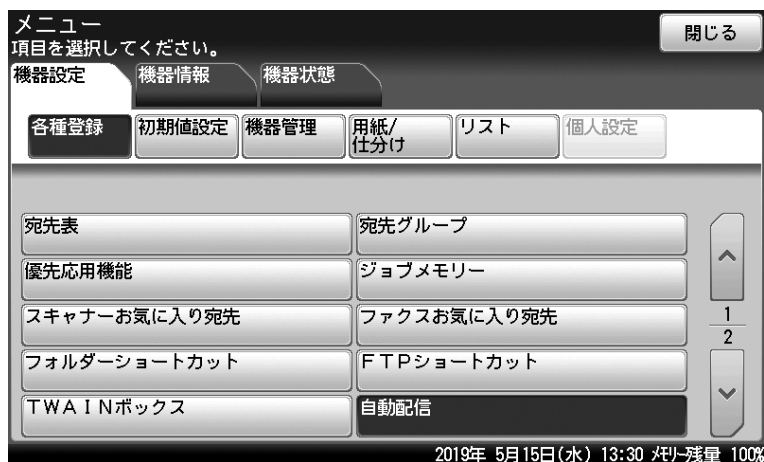 メニュー
項目を選択してください。
閉じる
機器設定
機器情報
機器状態
各種登録
初期値設定
機器管理
用紙/
仕分け
リスト
個人設定
宛先表
宛先グループ
優先応用機能
ジョブメモリー
スキャナーお気に入り宛先
ファクスお気に入り宛先
フォルダーショートカット
FTPショートカット
TWAINボックス
自動配信
1
2
2019年 5月15日(水) 13:30 メモリー残量 100%